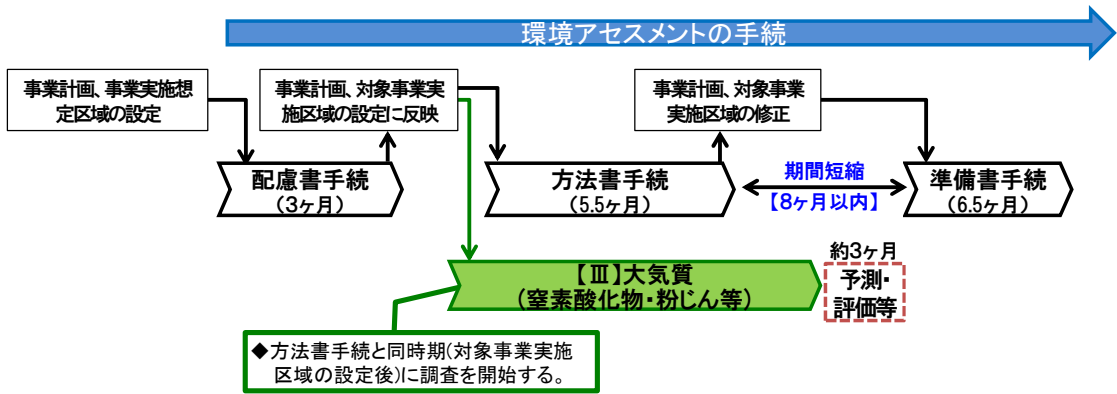 環境アセスメントの手続
事業計画、事業実施想
定区域の設定
事業計画、対象事業実
施区域の設定に反映
事業計画、対象事業
実施区域の修正
配慮書手続
(3ヶ月)
方法書手続
(5.5ヶ月)
期間短縮
【8ヶ月以内】
準備書手続
(6.5ヶ月)
【Ⅲ】大気質
(窒素酸化物・粉じん等)
約3ヶ月
予測・
評価等
◆方法書手続と同時期(対象事業実施
区域の設定後)に調査を開始する。